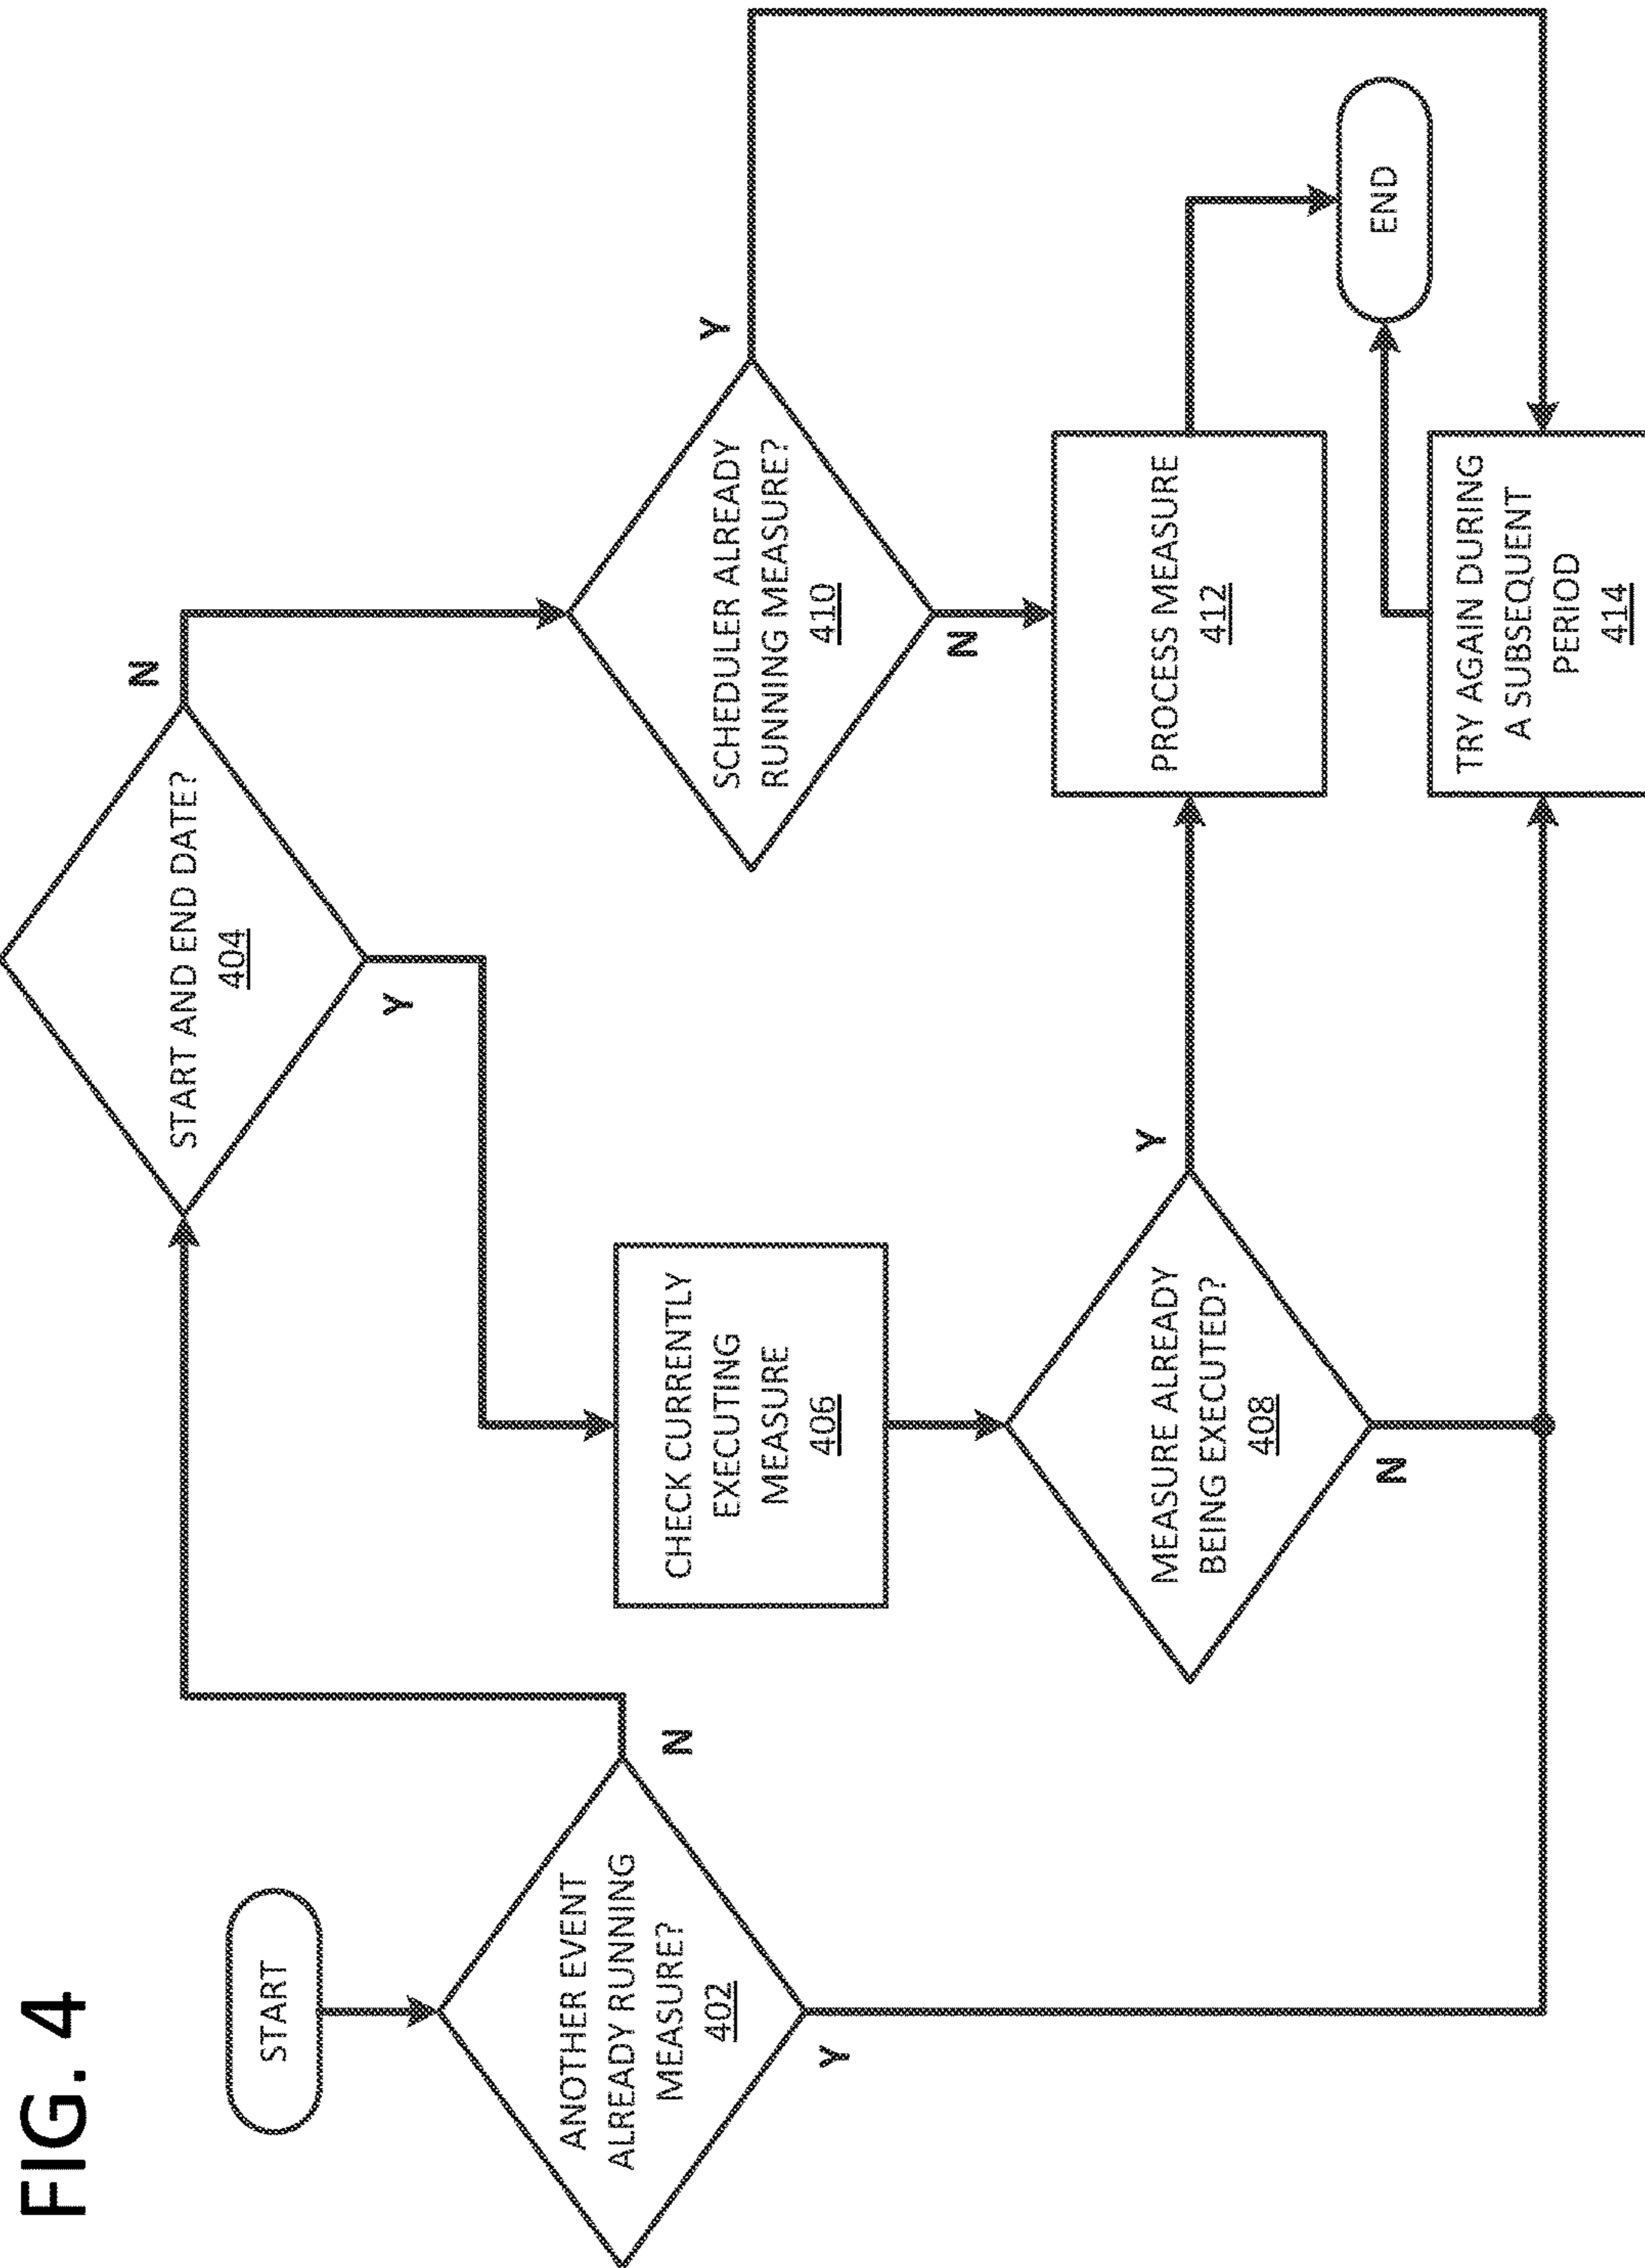 FIG. 4
START
ANOTHER EVENT
ALREADY RUNNING
MEASURE?
402
Y
N
START AND END DATE?
404
Y
N
CHECK CURRENTLY
EXECUTING
MEASURE
406
MEASURE ALREADY
BEING EXECUTED?
408
Y
N
SCHEDULER ALREADY
RUNNING MEASURE?
410
Y
N
PROCESS MEASURE
412
TRY AGAIN DURING
A SUBSEQUENT
PERIOD
414
END